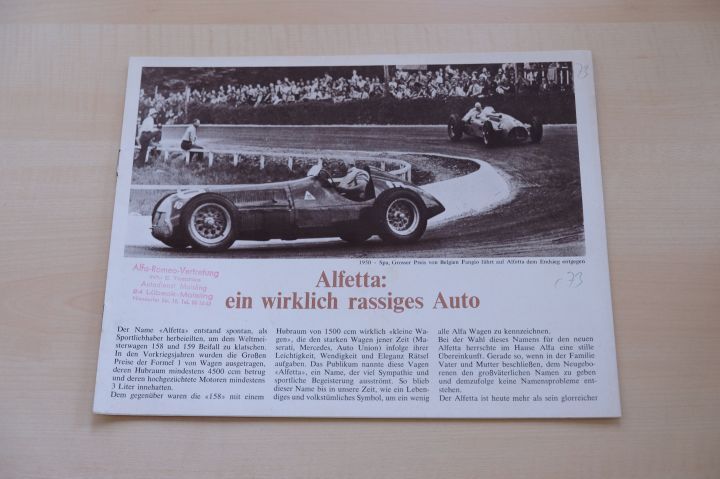 73
1950 – Spa, Grosser Preis von Belgien Fangio fährt auf Alfetta dem Endsieg entgegen
Alfa-Romeo-Vertretung
Autodienst Moisling
24 Lübeck-Moisling
73
Alfetta:
ein wirklich rassiges Auto
Der Name «Alfetta» entstand spontan, als
Sportliebhaber herbeieilten, um dem Weltmei-
sterwagen 158 und 159 Beifall zu klatschen.
In den Vorkriegsjahren wurden die Großen
Preise der Formel 1 von Wagen ausgetragen,
deren Hubraum mindestens 4500 ccm betrug
und deren hochgezüchtete Motoren mindestens
3 Liter innehatten.
Dem gegenüber waren die «158» mit einem
Hubraum von 1500 ccm wirklich «kleine Wa-
gen», die den starken Wagen jener Zeit (Ma-
serati, Mercedes, Auto Union) infolge ihrer
Leichtigkeit, Wendigkeit und Eleganz Rätsel
aufgaben. Das Publikum nannte diese Vagen
«Alfetta», ein Name, der viel Sympathie und
sportliche Begeisterung ausströmt. So blieb
dieser Name bis in unsere Zeit, wie ein Leben-
diges und volkstümliches Symbol, um ein wenig
alle Alfa Wagen zu kennzeichnen.
Bei der Wahl dieses Namens für den neuen
Alfetta herrschte im Hause Alfa eine stille
Übereinkunft. Gerade so, wenn in der Familie
Vater und Mutter beschließen, dem Neugebo-
renen den großväterlichen Namen zu geben
und demzufolge keine Namensprobleme ent-
stehen.
Der Alfetta ist heute mehr als sein glorreicher